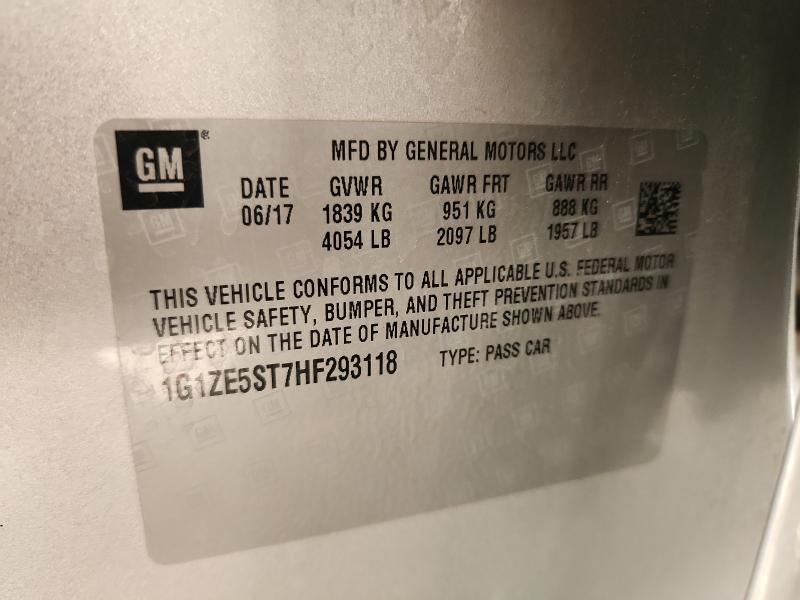 GM ®
MFD BY GENERAL MOTORS LLC
DATE GVWR GAWR FRT GAWR RR
06/17 1839 KG 951 KG 888 KG
4054 LB 2097 LB 1957 LB
THIS VEHICLE CONFORMS TO ALL APPLICABLE U.S. FEDERAL MOTOR
VEHICLE SAFETY, BUMPER, AND THEFT PREVENTION STANDARDS IN
EFFECT ON THE DATE OF MANUFACTURE SHOWN ABOVE.
1G1ZE5ST7HF293118 TYPE: PASS CAR